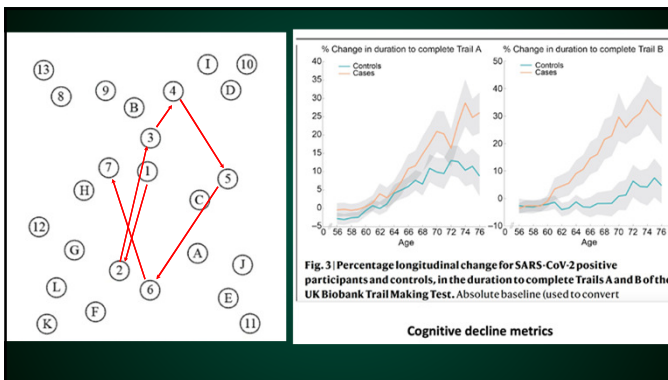 13
8
9
B
4
I
10
D
3
7
1
5
H
C
12
G
A
J
2
6
L
F
E
K
11
% Change in duration to complete Trail A
Controls
Cases
40
35
30
25
20
15
10
5
0
−5
0 56 58 60 62 64 66 68 70 72 74 76
Age
% Change in duration to complete Trail B
Controls
Cases
50
40
30
20
10
0
−10
0 56 58 60 62 64 66 68 70 72 74 76
Age
Fig. 3 | Percentage longitudinal change for SARS-CoV-2 positive
participants and controls, in the duration to complete Trails A and B of the
UK Biobank Trail Making Test. Absolute baseline (used to convert
Cognitive decline metrics